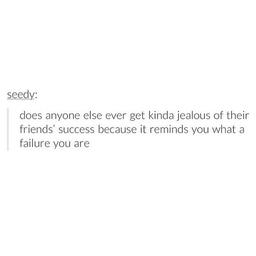 seedy:
does anyone else ever get kinda jealous of their
friends' success because it reminds you what a
failure you are